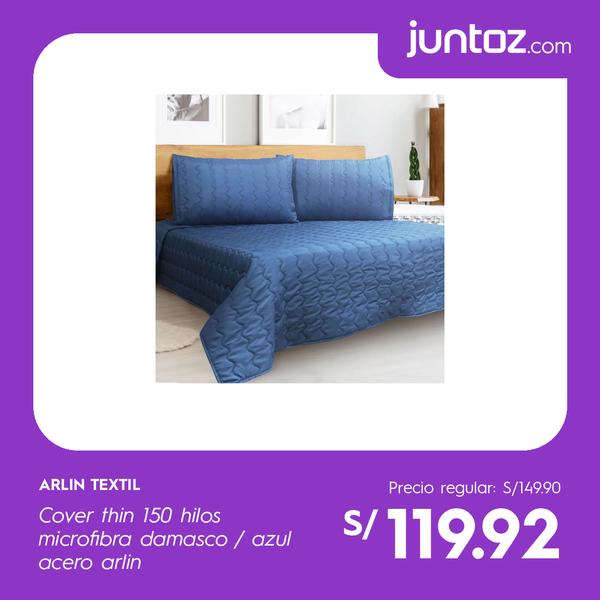 juntoz.com
ARLIN TEXTIL
Cover thin 150 hilos
microfibra damasco / azul
acero arlin
Precio regular: S/149.90
S/119.92